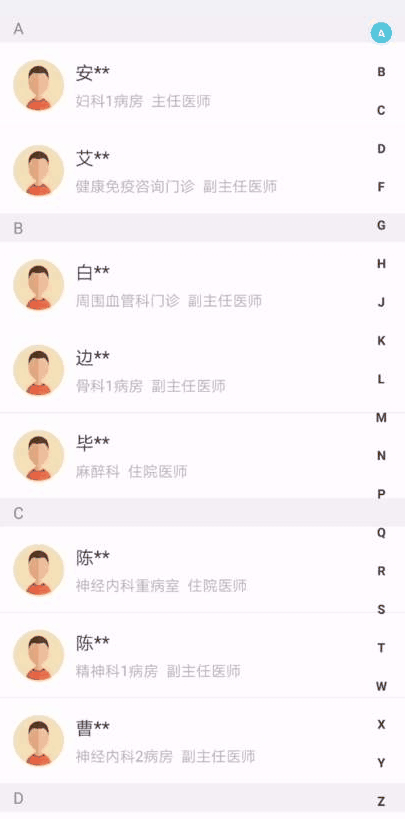 A
安**
妇科1病房 主任医师
艾**
健康免疫咨询门诊 副主任医师
B
白**
周围血管科门诊 副主任医师
边**
骨科1病房 副主任医师
毕**
麻醉科 住院医师
C
陈**
神经内科重病室 住院医师
陈**
精神科1病房 副主任医师
曹**
神经内科2病房 副主任医师
D
A
B
C
D
F
G
H
J
K
L
M
N
P
Q
R
S
T
W
X
Y
Z